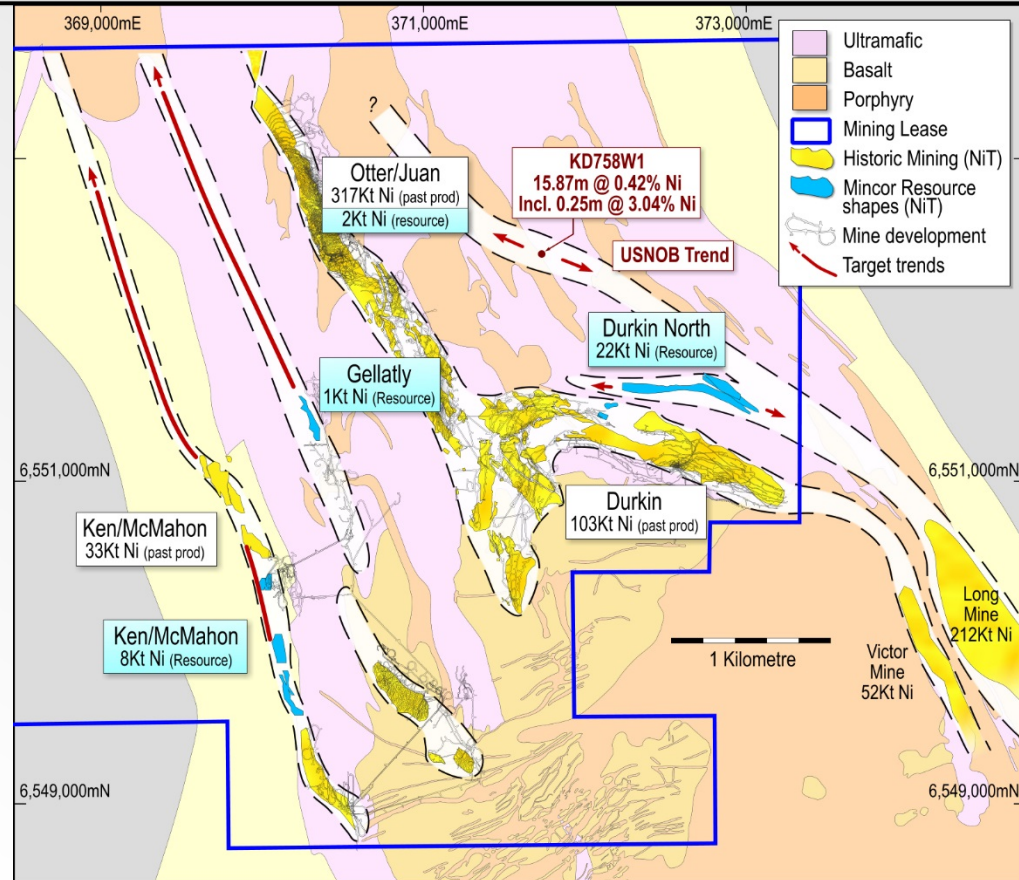 369,000mE
371,000mE
373,000mE
Ultramafic
Basalt
Porphyry
Mining Lease
Historic Mining (NiT)
Mincor Resource
shapes (NiT)
Mine development
Target trends
?
KD758W1
15.87m @ 0.42% Ni
Incl. 0.25m @ 3.04% Ni
Otter/Juan
317Kt Ni (past prod)
2Kt Ni (resource)
USNOB Trend
Durkin North
22Kt Ni (Resource)
Gellatly
1Kt Ni (Resource)
6,551,000mN
6,551,000mN
Durkin
103Kt Ni (past prod)
Ken/McMahon
33Kt Ni (past prod)
Ken/McMahon
8Kt Ni (Resource)
1 Kilometre
Long
Mine
212Kt Ni
Victor
Mine
52Kt Ni
6,549,000mN
6,549,000mN